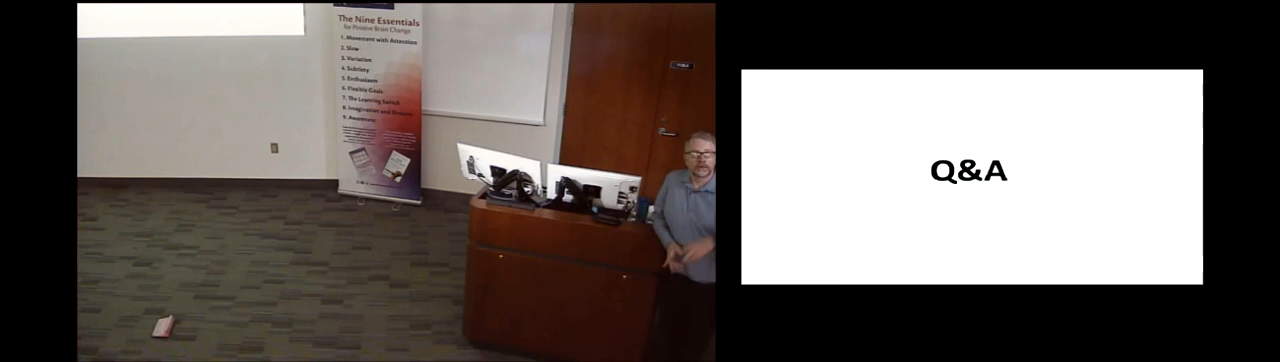 The Nine Essentials
for Positive Brain Change
1. Movement with Attention
2. Slow
3. Variation
4. Subtlety
5. Enthusiasm
6. Flexible Goals
7. The Learning Switch
8. Imagination and Dreams
9. Awareness
Q&A